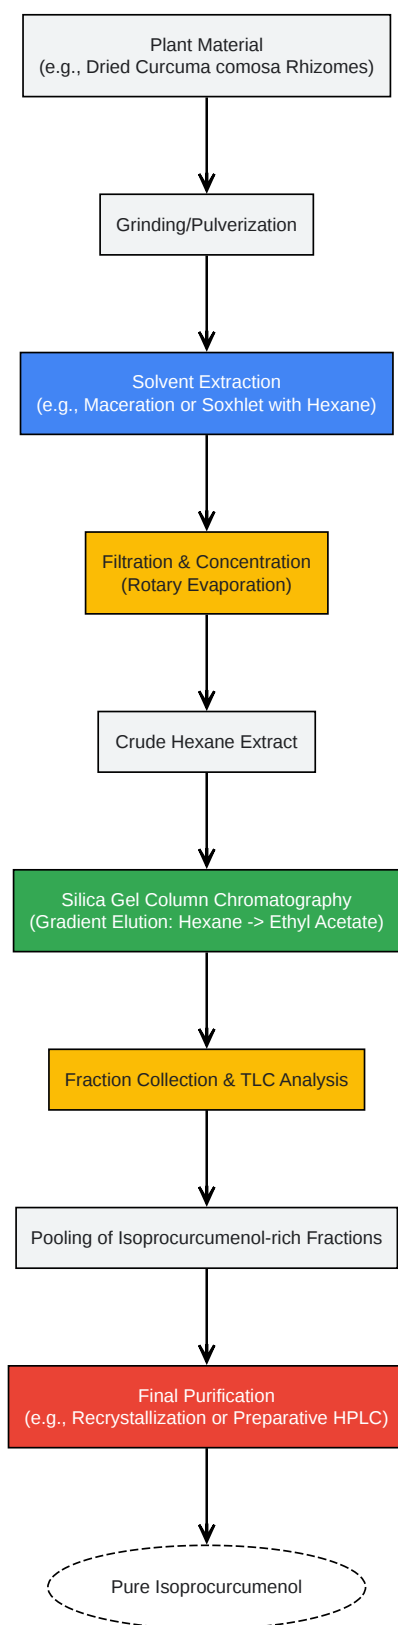 Plant Material
(e.g., Dried Curcuma comosa Rhizomes)
Grinding/Pulverization
Solvent Extraction
(e.g., Maceration or Soxhlet with Hexane)
Filtration & Concentration
(Rotary Evaporation)
Crude Hexane Extract
Silica Gel Column Chromatography
(Gradient Elution: Hexane -> Ethyl Acetate)
Fraction Collection & TLC Analysis
Pooling of Isoprocurcumenol-rich Fractions
Final Purification
(e.g., Recrystallization or Preparative HPLC)
Pure Isoprocurcumenol